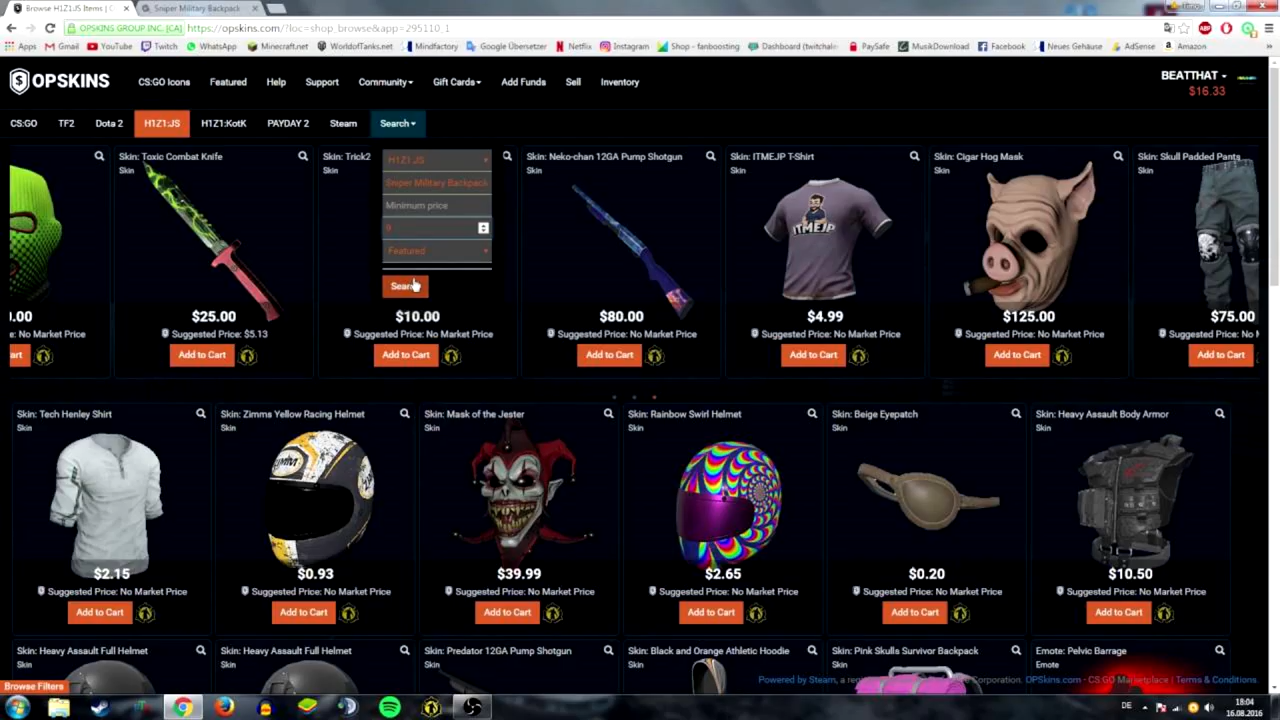 Browse H1Z1:JS Items | C
Sniper Military Backpack
OPSKINS GROUP INC. [CA]
https://opskins.com/?loc=shop_browse&app=295110_1
Apps
Gmail
YouTube
Twitch
WhatsApp
Minecraft.net
WorldofTanks.net
Mindfactory
Google Übersetzer
Netflix
Instagram
Shop - fanboosting
Dashboard (twitchale
PaySafe
MusikDownload
Facebook
Neues Gehäuse
AdSense
Amazon
OPSKINS
CS:GO Icons
Featured
Help
Support
Community
Gift Cards
Add Funds
Sell
Inventory
BEATTHAT
$16.33
CS:GO
TF2
Dota 2
H1Z1:JS
H1Z1:KotK
PAYDAY 2
Steam
Search
H1Z1:JS
Sniper Military Backpack
Minimum price
Featured
Search
.00
e: No Market Price
art
Skin: Toxic Combat Knife
Skin
$25.00
Suggested Price: $5.13
Add to Cart
Skin: Trick2
Skin
$10.00
Suggested Price: No Market Price
Add to Cart
Skin: Neko-chan 12GA Pump Shotgun
Skin
$80.00
Suggested Price: No Market Price
Add to Cart
Skin: ITMEJP T-Shirt
Skin
ITMEJP
$4.99
Suggested Price: No Market Price
Add to Cart
Skin: Cigar Hog Mask
Skin
$125.00
Suggested Price: No Market Price
Add to Cart
Skin: Skull Padded Pants
Skin
$75.00
Suggested Price: No M
Add to Cart
Skin: Tech Henley Shirt
Skin
$2.15
Suggested Price: No Market Price
Add to Cart
Skin: Zimms Yellow Racing Helmet
Skin
$0.93
Suggested Price: No Market Price
Add to Cart
Skin: Mask of the Jester
Skin
$39.99
Suggested Price: No Market Price
Add to Cart
Skin: Rainbow Swirl Helmet
Skin
$2.65
Suggested Price: No Market Price
Add to Cart
Skin: Beige Eyepatch
Skin
$0.20
Suggested Price: No Market Price
Add to Cart
Skin: Heavy Assault Body Armor
Skin
$10.50
Suggested Price: No Market Price
Add to Cart
Skin: Heavy Assault Full Helmet
Skin
Skin: Heavy Assault Full Helmet
Skin
Skin: Predator 12GA Pump Shotgun
Skin
Skin: Black and Orange Athletic Hoodie
Skin
Skin: Pink Skulls Survivor Backpack
Skin
Emote: Pelvic Barrage
Emote
Browse Filters
Powered by Steam, a re
Corporation. OPSkins.com - CS:GO Marketplace | Terms & Conditions.
DE
18:04
16.08.2016